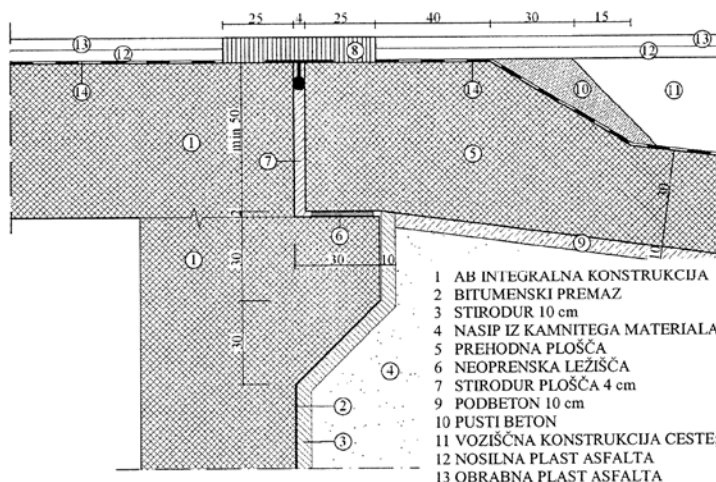 25 4 25 40 30 15
13 8 13
12 12
14 14 10 11
1 min 50 7 5
2 30
6 9 10
1 30 30 10
30 4
2
3
1 AB INTEGRALNA KONSTRUKCIJA
2 BITUMENSKI PREMAZ
3 STIRODUR 10 cm
4 NASIP IZ KAMNITEGA MATERIALA
5 PREHODNA PLOŠČA
6 NEOPRENSKA LEŽIŠČA
7 STIRODUR PLOŠČA 4 cm
9 PODBETON 10 cm
10 PUSTI BETON
11 VOZIŠČNA KONSTRUKCIJA CESTE
12 NOSILNA PLAST ASFALTA
13 OBRABNA PLAST ASFALTA